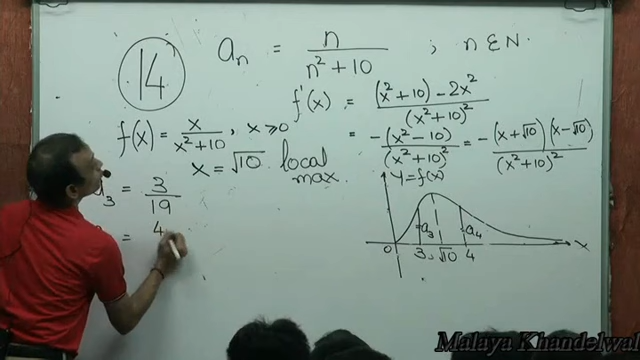 14
aₙ = n / (n² + 10) ; n ∈ N.
f'(x) = ((x² + 10) − 2x²) / (x² + 10)²
= −(x² − 10) / (x² + 10)² = −(x + √10)(x − √10) / (x² + 10)²
f(x) = x / (x² + 10), x ⩾ 0
x = √10 local max.
₃ = 3 / 19
= 4
Y = f(x)
a₃ a₄
0 3 √10 4 x
Malaya Khandelwal